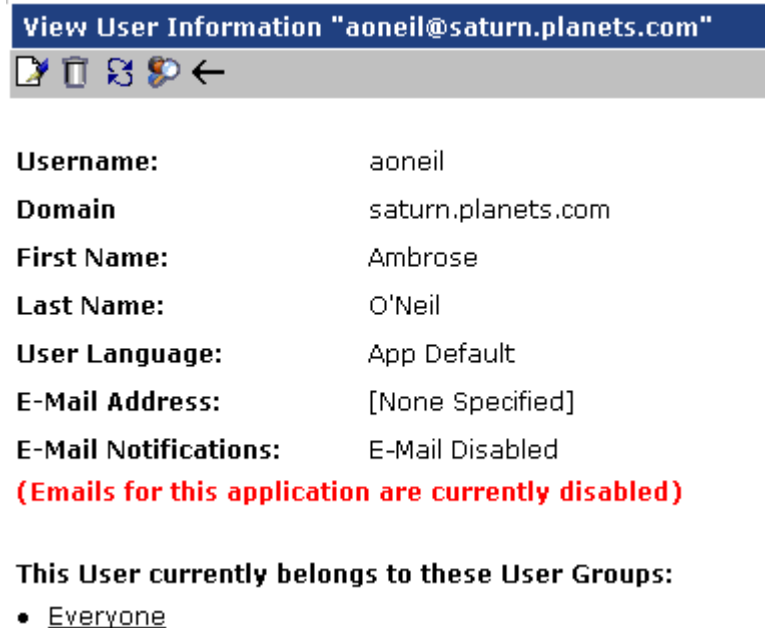 View User Information "aoneil@saturn.planets.com"
Username: aoneil
Domain saturn.planets.com
First Name: Ambrose
Last Name: O'Neil
User Language: App Default
E-Mail Address: [None Specified]
E-Mail Notifications: E-Mail Disabled
(Emails for this application are currently disabled)
This User currently belongs to these User Groups:
• Everyone